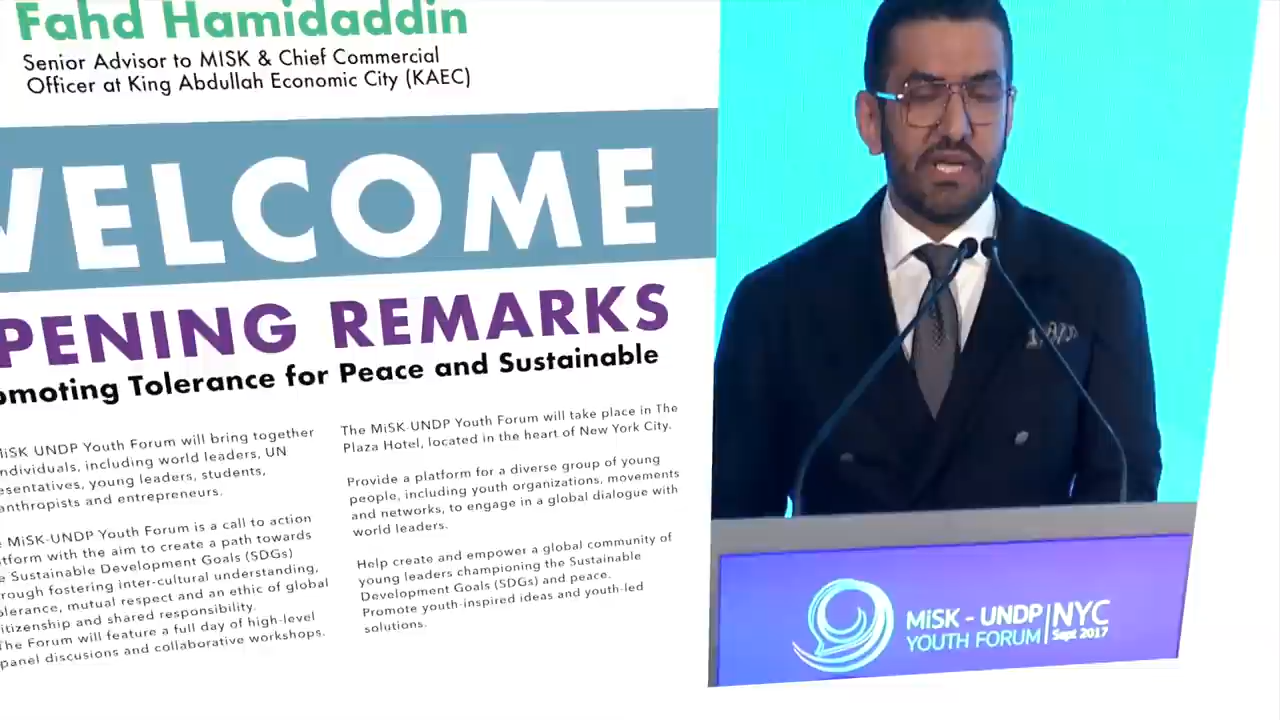 Fahd Hamidaddin
Senior Advisor to MISK & Chief Commercial
Officer at King Abdullah Economic City (KAEC)
WELCOME
PENING REMARKS
omoting Tolerance for Peace and Sustainable
MiSK UNDP Youth Forum will bring together
ndividuals, including world leaders, UN
esentatives, young leaders, students,
anthropists and entrepreneurs.
e MiSK-UNDP Youth Forum is a call to action
tform with the aim to create a path towards
e Sustainable Development Goals (SDGs)
rough fostering inter-cultural understanding,
olerance, mutual respect and an ethic of global
itizenship and shared responsibility.
The Forum will feature a full day of high-level
panel discusions and collaborative workshops.
The MiSK-UNDP Youth Forum will take place in The
Plaza Hotel, located in the heart of New York City.
Provide a platform for a diverse group of young
people, including youth organizations, movements
and networks, to engage in a global dialogue with
world leaders.
Help create and empower a global community of
young leaders championing the Sustainable
Development Goals (SDGs) and peace.
Promote youth-inspired ideas and youth-led
solutions.
MiSK - UNDP
YOUTH FORUM
NYC
Sept 2017